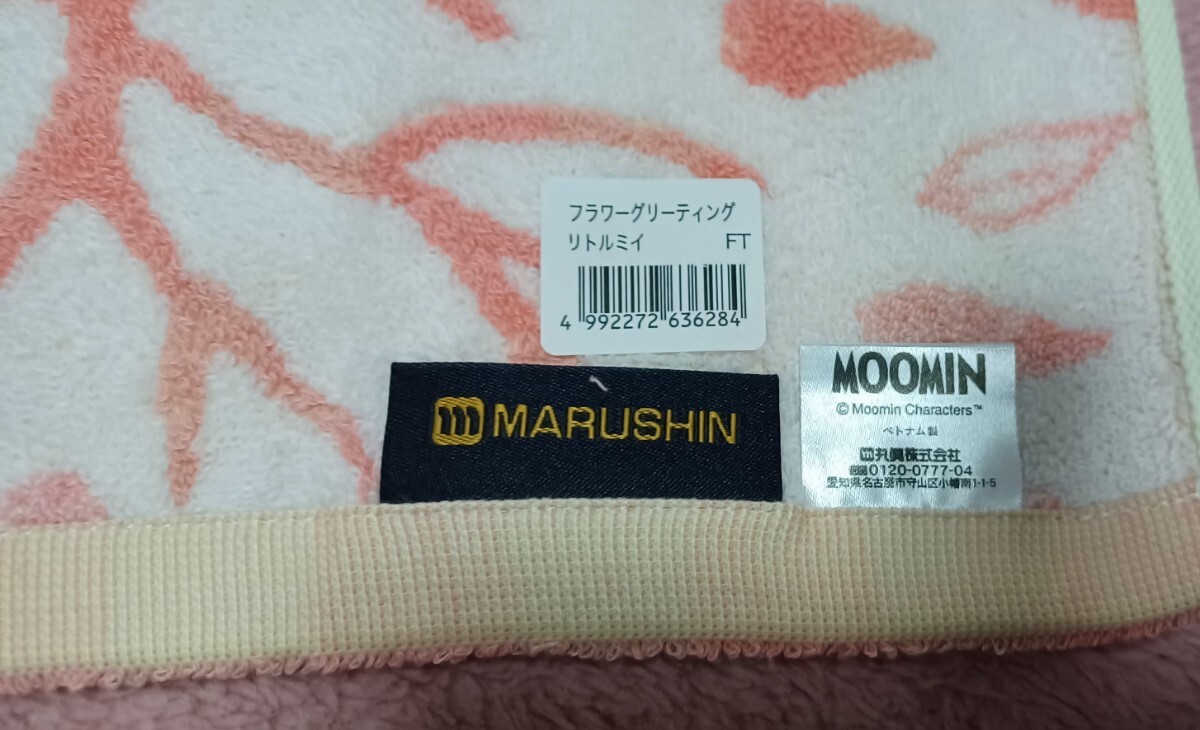 フラワーグリーティング
リトルミイ FT
4 992272 636284
MARUSHIN
MOOMIN
© Moomin Characters™
ベトナム製
丸眞株式会社
0120-0777-04
愛知県名古屋市守山区小幡南1-1-5